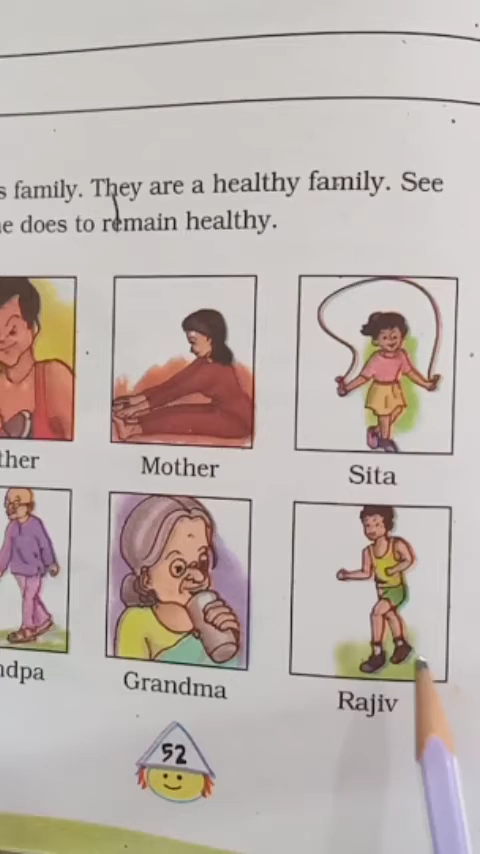 s family. They are a healthy family. See
e does to remain healthy.
ther Mother Sita
dpa Grandma Rajiv
52